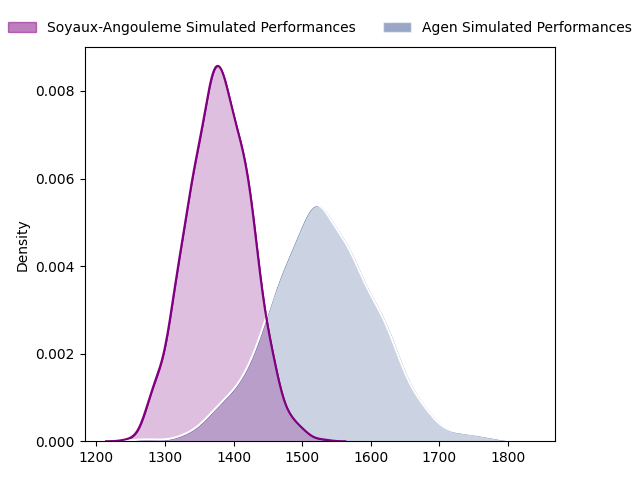 Soyaux-Angouleme Simulated Performances
Agen Simulated Performances
Density
0.008
0.006
0.004
0.002
0.000
1200 1300 1400 1500 1600 1700 1800